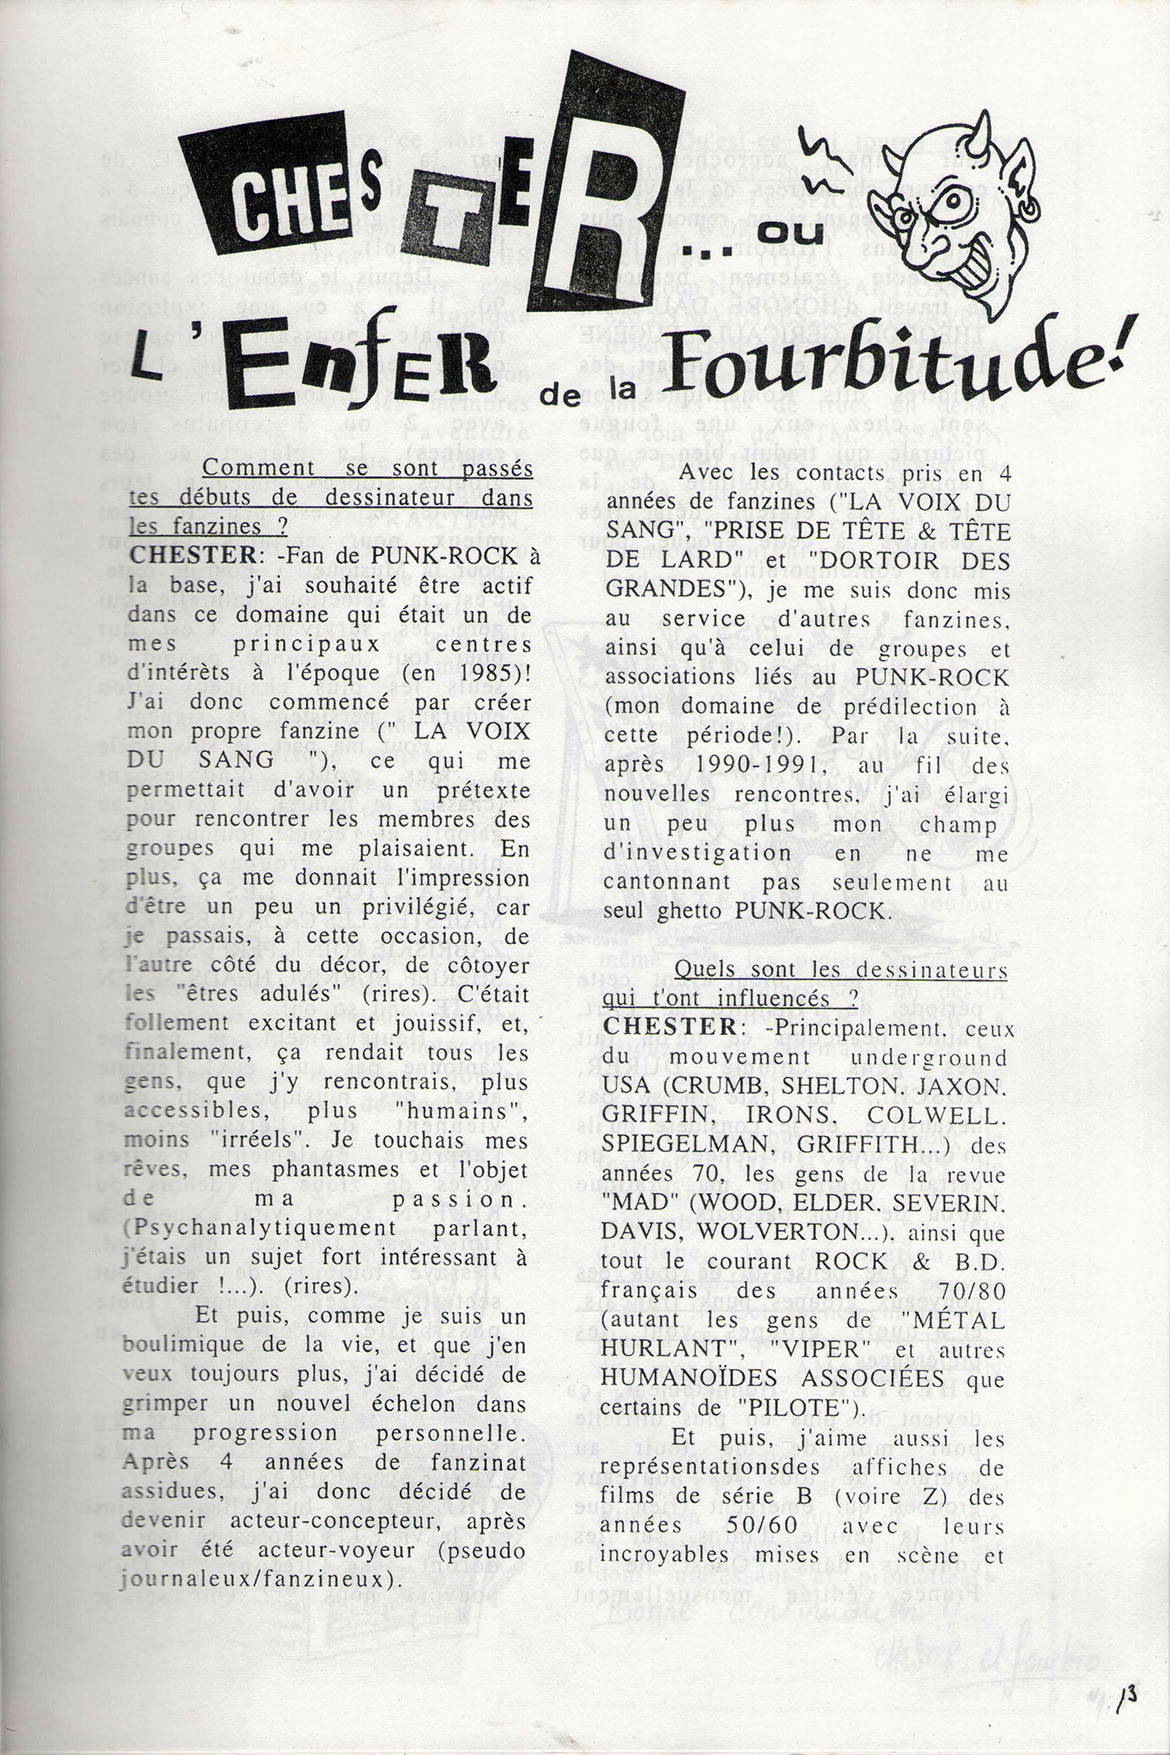 CHESTER... ou
L'ENfER de la Fourbitude!
Comment se sont passés
tes débuts de dessinateur dans
les fanzines ?
CHESTER: -Fan de PUNK-ROCK à
la base, j'ai souhaité être actif
dans ce domaine qui était un de
mes principaux centres
d'intérèts à l'époque (en 1985)!
J'ai donc commencé par créer
mon propre fanzine (" LA VOIX
DU SANG "), ce qui me
permettait d'avoir un prétexte
pour rencontrer les membres des
groupes qui me plaisaient. En
plus, ça me donnait l'impression
d'être un peu un privilégié, car
je passais, à cette occasion, de
l'autre côté du décor, de côtoyer
les "êtres adulés" (rires). C'était
follement excitant et jouissif, et,
finalement, ça rendait tous les
gens, que j'y rencontrais, plus
accessibles, plus "humains",
moins "irréels". Je touchais mes
rêves, mes phantasmes et l'objet
de ma passion.
(Psychanalytiquement parlant,
j'étais un sujet fort intéressant à
étudier !...). (rires).
Et puis, comme je suis un
boulimique de la vie, et que j'en
veux toujours plus, j'ai décidé de
grimper un nouvel échelon dans
ma progression personnelle.
Après 4 années de fanzinat
assidues, j'ai donc décidé de
devenir acteur-concepteur, après
avoir été acteur-voyeur (pseudo
journaleux/fanzineux).
Avec les contacts pris en 4
années de fanzines ("LA VOIX DU
SANG", "PRISE DE TÊTE & TÊTE
DE LARD" et "DORTOIR DES
GRANDES"), je me suis donc mis
au service d'autres fanzines,
ainsi qu'à celui de groupes et
associations liés au PUNK-ROCK
(mon domaine de prédilection à
cette période!). Par la suite,
après 1990-1991, au fil des
nouvelles rencontres, j'ai élargi
un peu plus mon champ
d'investigation en ne me
cantonnant pas seulement au
seul ghetto PUNK-ROCK.
Quels sont les dessinateurs
qui t'ont influencés ?
CHESTER: -Principalement, ceux
du mouvement underground
USA (CRUMB, SHELTON, JAXON,
GRIFFIN, IRONS, COLWELL,
SPIEGELMAN, GRIFFITH...) des
années 70, les gens de la revue
"MAD" (WOOD, ELDER, SEVERIN,
DAVIS, WOLVERTON...), ainsi que
tout le courant ROCK & B.D.
français des années 70/80
(autant les gens de "MÉTAL
HURLANT", "VIPER" et autres
HUMANOÏDES ASSOCIÉES que
certains de "PILOTE").
Et puis, j'aime aussi les
représentationsdes affiches de
films de série B (voire Z) des
années 50/60 avec leurs
incroyables mises en scène et
13